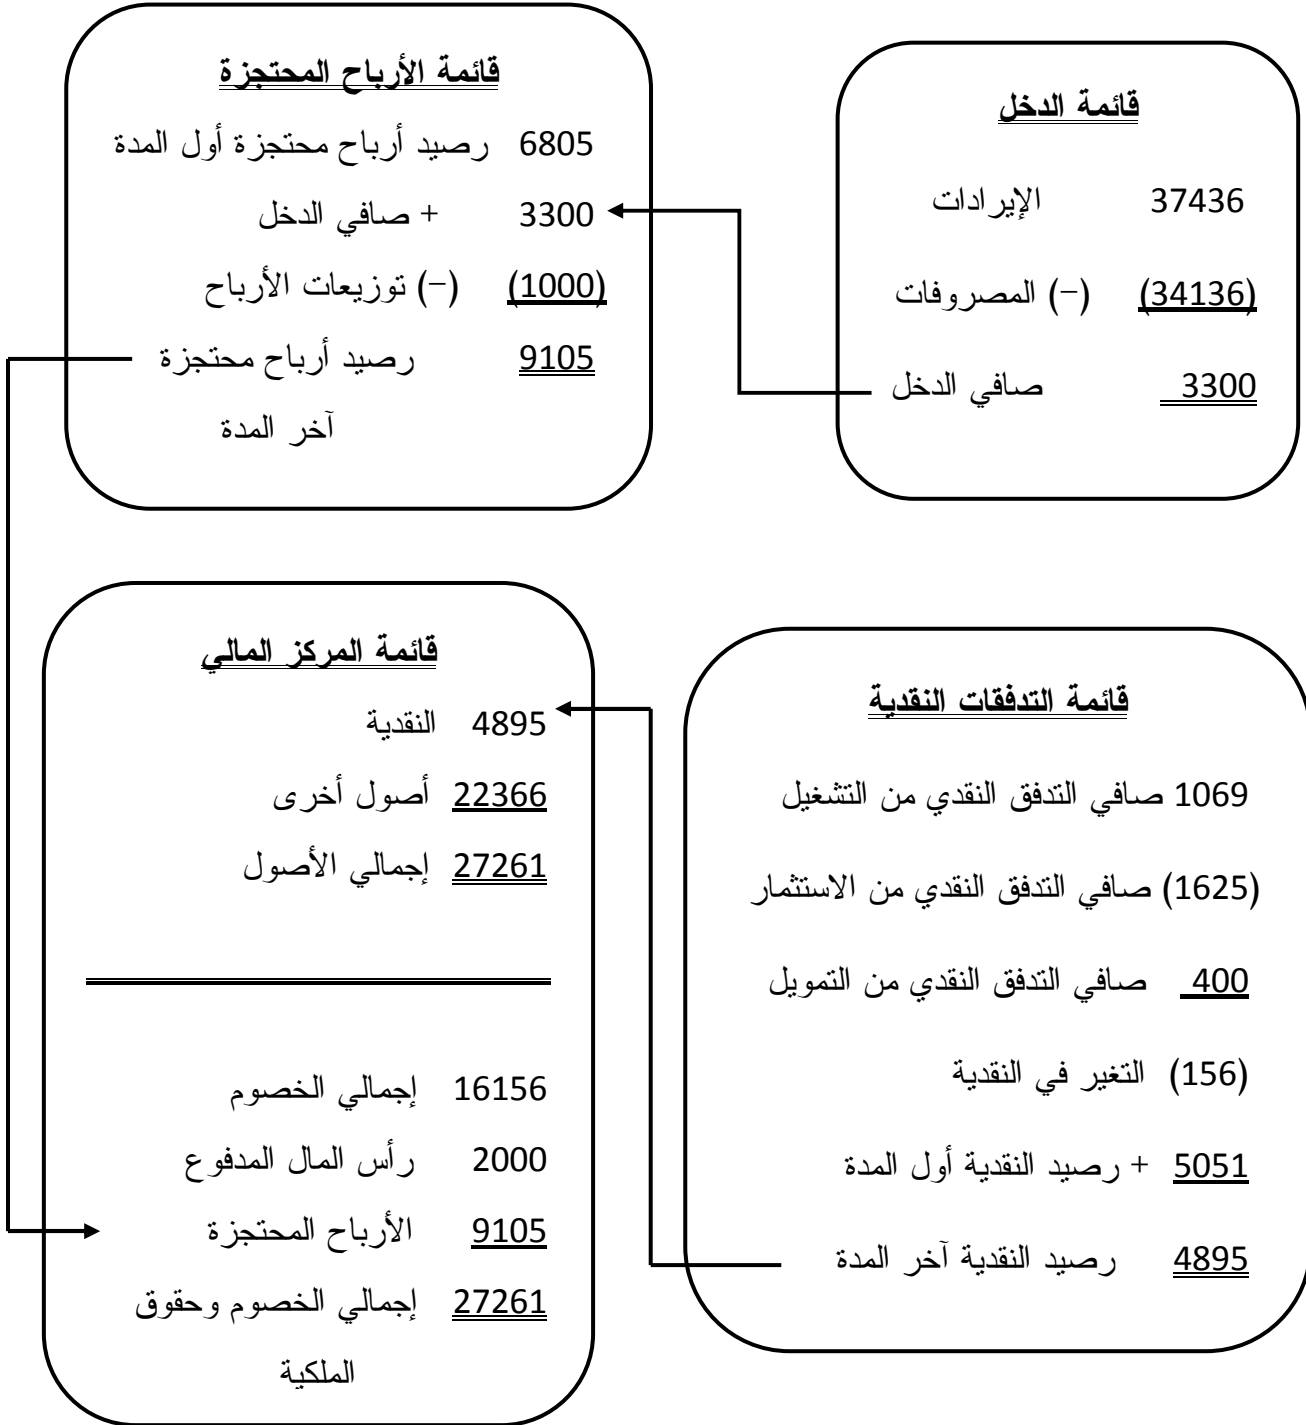 قائمة الدخل
37436 الإيرادات
(34136) (–) المصروفات
3300 صافي الدخل
قائمة الأرباح المحتجزة
6805 رصيد أرباح محتجزة أول المدة
3300 + صافي الدخل
(1000) (–) توزيعات الأرباح
9105 رصيد أرباح محتجزة
آخر المدة
قائمة التدفقات النقدية
1069 صافي التدفق النقدي من التشغيل
(1625) صافي التدفق النقدي من الاستثمار
400 صافي التدفق النقدي من التمويل
(156) التغير في النقدية
5051 + رصيد النقدية أول المدة
4895 رصيد النقدية آخر المدة
قائمة المركز المالي
4895 النقدية
22366 أصول أخرى
27261 إجمالي الأصول
16156 إجمالي الخصوم
2000 رأس المال المدفوع
9105 الأرباح المحتجزة
27261 إجمالي الخصوم وحقوق
الملكية